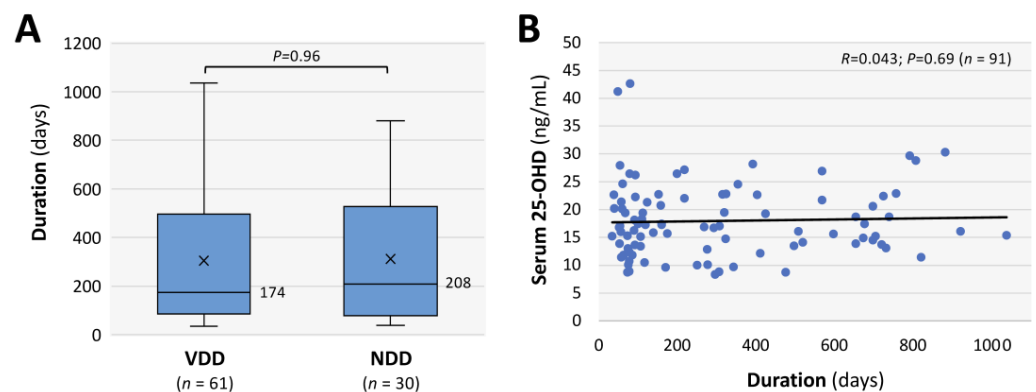 A
1200
1000
800
600
400
200
0
Duration (days)
P=0.96
174
208
VDD
(n = 61)
NDD
(n = 30)
B
50
45
40
35
30
25
20
15
10
5
0
Serum 25-OHD (ng/mL)
R=0.043; P=0.69 (n = 91)
0 200 400 600 800 1000
Duration (days)